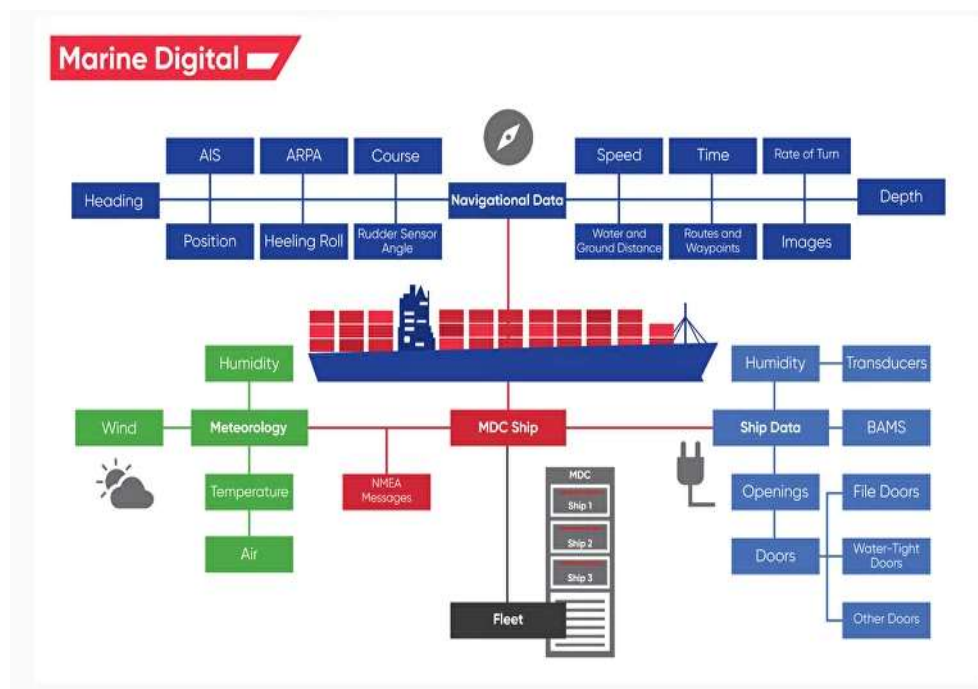 Marine Digital
AIS
ARPA
Course
Speed
Time
Rate of Turn
Heading
Navigational Data
Depth
Position
Heeling Roll
Rudder Sensor
Angle
Water and
Ground Distance
Routes and
Waypoints
Images
Humidity
Humidity
Transducers
Wind
Meteorology
MDC Ship
Ship Data
BAMS
Temperature
NMEA
Messages
MDC
Ship 1
Ship 2
Ship 3
Openings
File Doors
Air
Doors
Water-Tight
Doors
Fleet
Other Doors